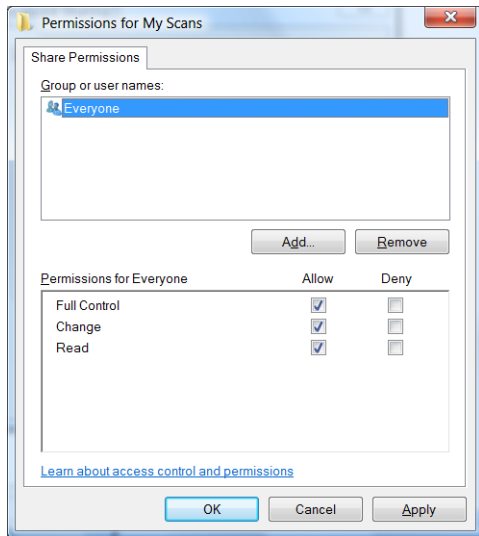 Permissions for My Scans
Share Permissions
Group or user names:
Everyone
Add... Remove
Permissions for Everyone Allow Deny
Full Control
Change
Read
Learn about access control and permissions
OK Cancel Apply